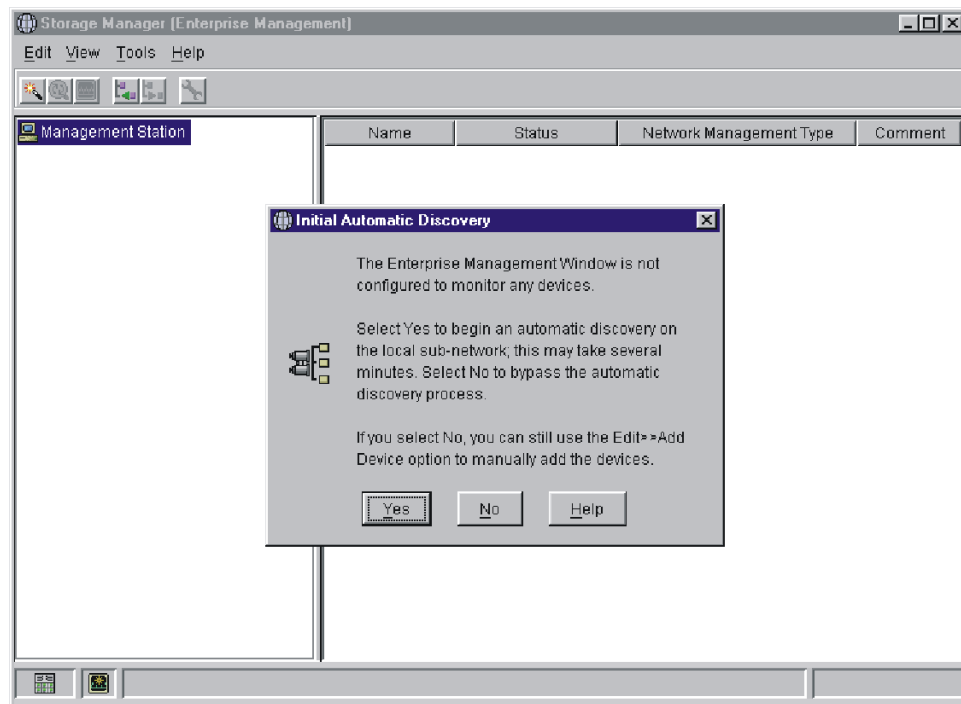 Storage Manager (Enterprise Management)
Edit View Tools Help
Management Station
Name Status Network Management Type Comment
Initial Automatic Discovery
The Enterprise Management Window is not
configured to monitor any devices.
Select Yes to begin an automatic discovery on
the local sub-network; this may take several
minutes. Select No to bypass the automatic
discovery process.
If you select No, you can still use the Edit>>Add
Device option to manually add the devices.
Yes No Help